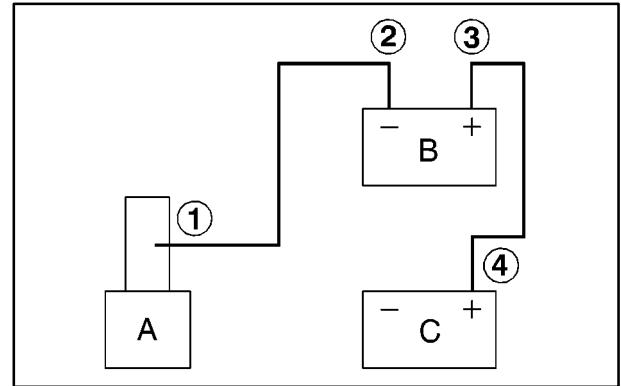 ② ③
− +
B
①
④
A
− +
C